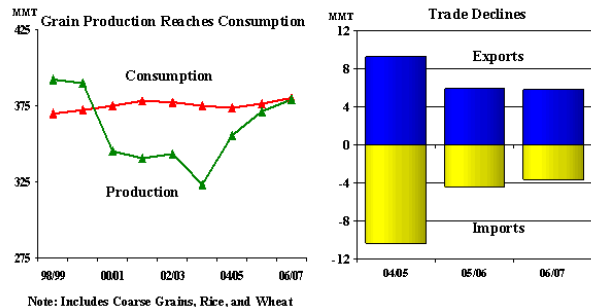 Grain Production Reaches Consumption
MMT
425
375
325
275
Consumption
Production
98/99 00/01 02/03 04/05 06/07
Note: Includes Coarse Grains, Rice, and Wheat
Trade Declines
MMT
12
8
4
0
-4
-8
-12
Exports
Imports
04/05 05/06 06/07